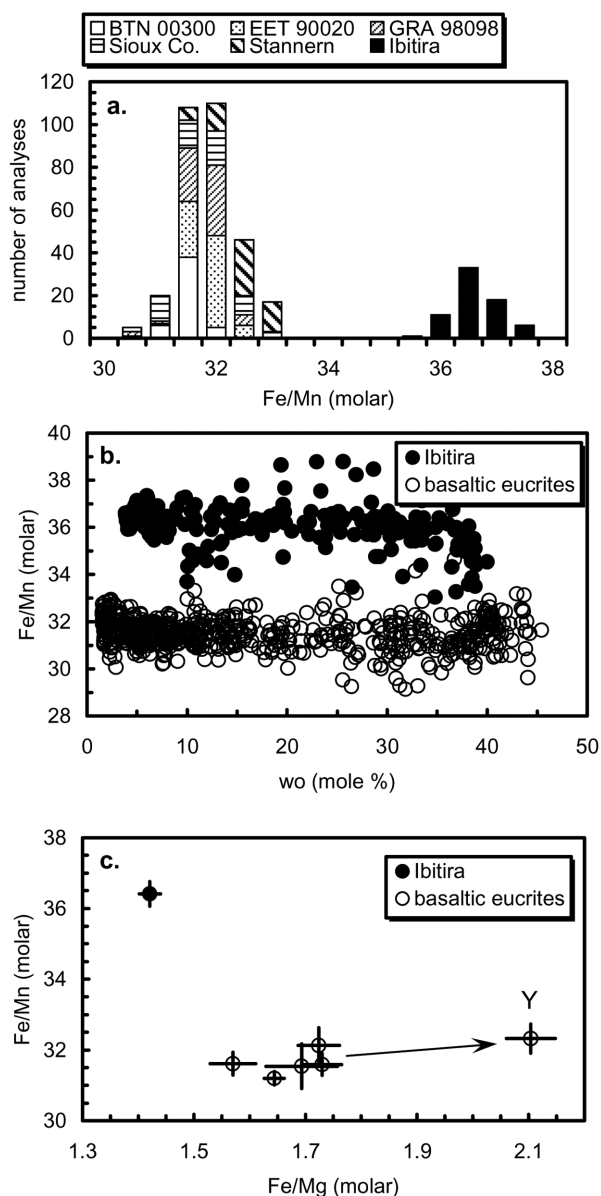 BTN 00300 EET 90020 GRA 98098
Sioux Co. Stannern Ibitira
a.
120
100
80
60
40
20
0
number of analyses
30 32 34 36 38
Fe/Mn (molar)
b.
Ibitira
basaltic eucrites
40
38
36
34
32
30
28
Fe/Mn (molar)
0 10 20 30 40 50
wo (mole %)
c.
Ibitira
basaltic eucrites
38
36
34
32
30
Fe/Mn (molar)
Y
1.3 1.5 1.7 1.9 2.1
Fe/Mg (molar)